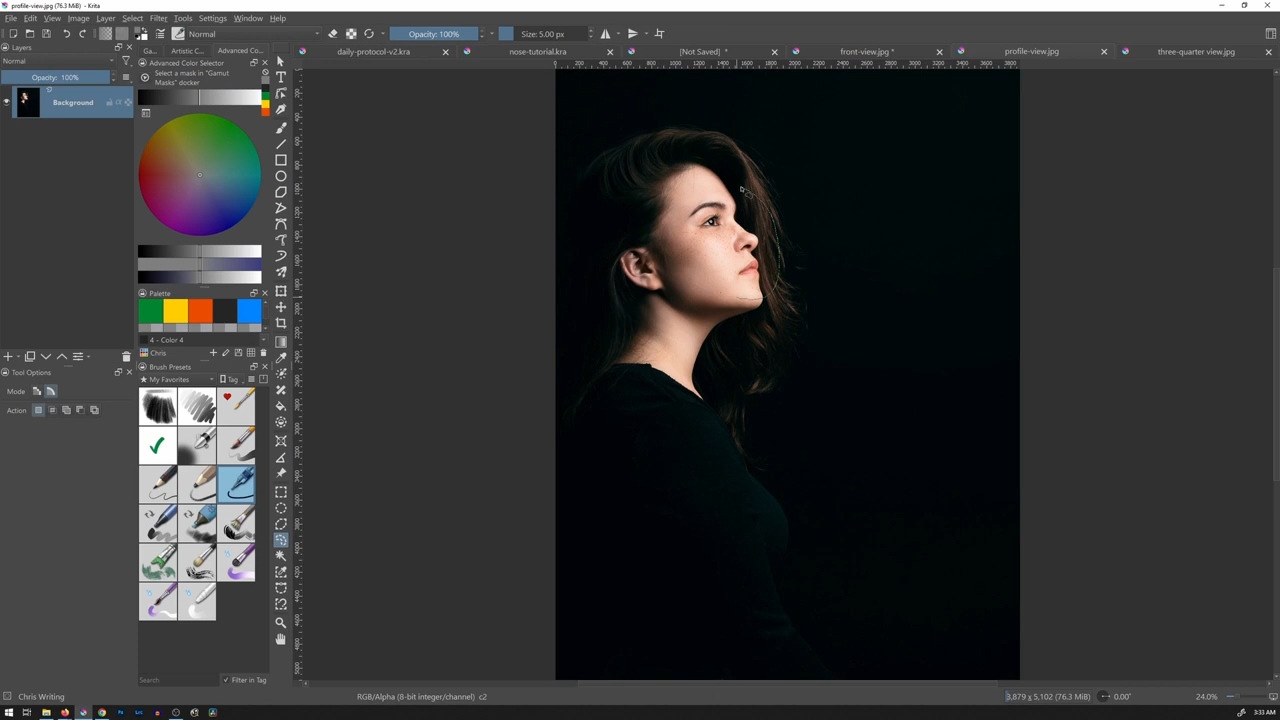 profile-view.jpg (76.3 MiB) - Krita
File Edit View Image Layer Select Filter Tools Settings Window Help
Normal Opacity: 100% Size: 5.00 px
Layers Ga... Artistic C... Advanced Co... daily-protocol-v2.kra nose-tutorial.kra [Not Saved] * front-view.jpg * profile-view.jpg three-quarter view.jpg
Normal
Opacity: 100%
Background
Advanced Color Selector
Select a mask in "Gamut
Masks" docker
Palette
4 - Color 4
Chris
Tool Options
Mode
Action
Brush Presets
My Favorites Tag
Search Filter in Tag
Chris Writing RGB/Alpha (8-bit integer/channel) c2 3,879 x 5,102 (76.3 MiB) 0.00° 24.0%
3:33 AM